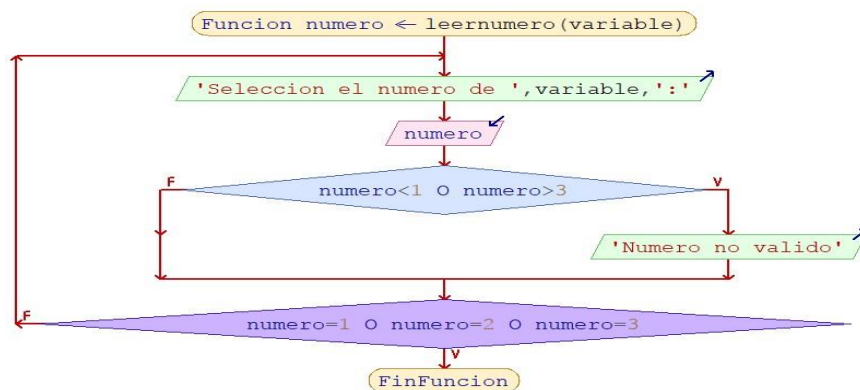 Funcion numero ← leernumero(variable)
'Seleccion el numero de ',variable,':'
numero
F
numero<1 O numero>3
V
'Numero no valido'
F
numero=1 O numero=2 O numero=3
V
FinFuncion